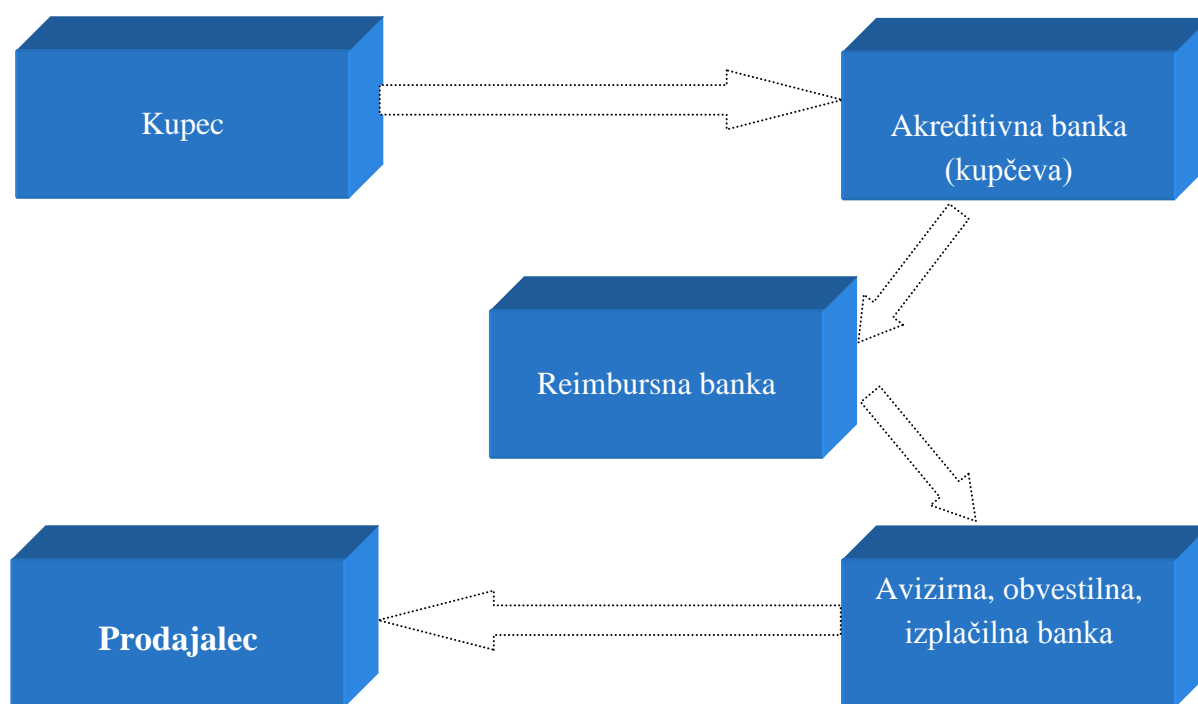 Kupec
Akreditivna banka
(kupčeva)
Reimbursna banka
Avizirna, obvestilna,
izplačilna banka
Prodajalec